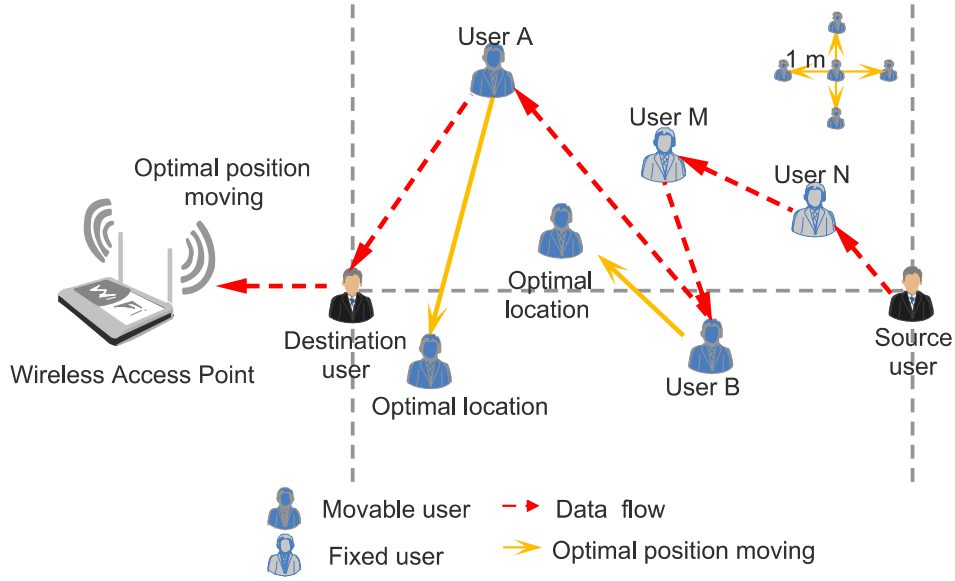 User A
1 m
User M
Optimal position
moving
User N
Optimal
location
Destination
user
Source
user
Wireless Access Point
User B
Optimal location
Movable user
Data flow
Fixed user
Optimal position moving